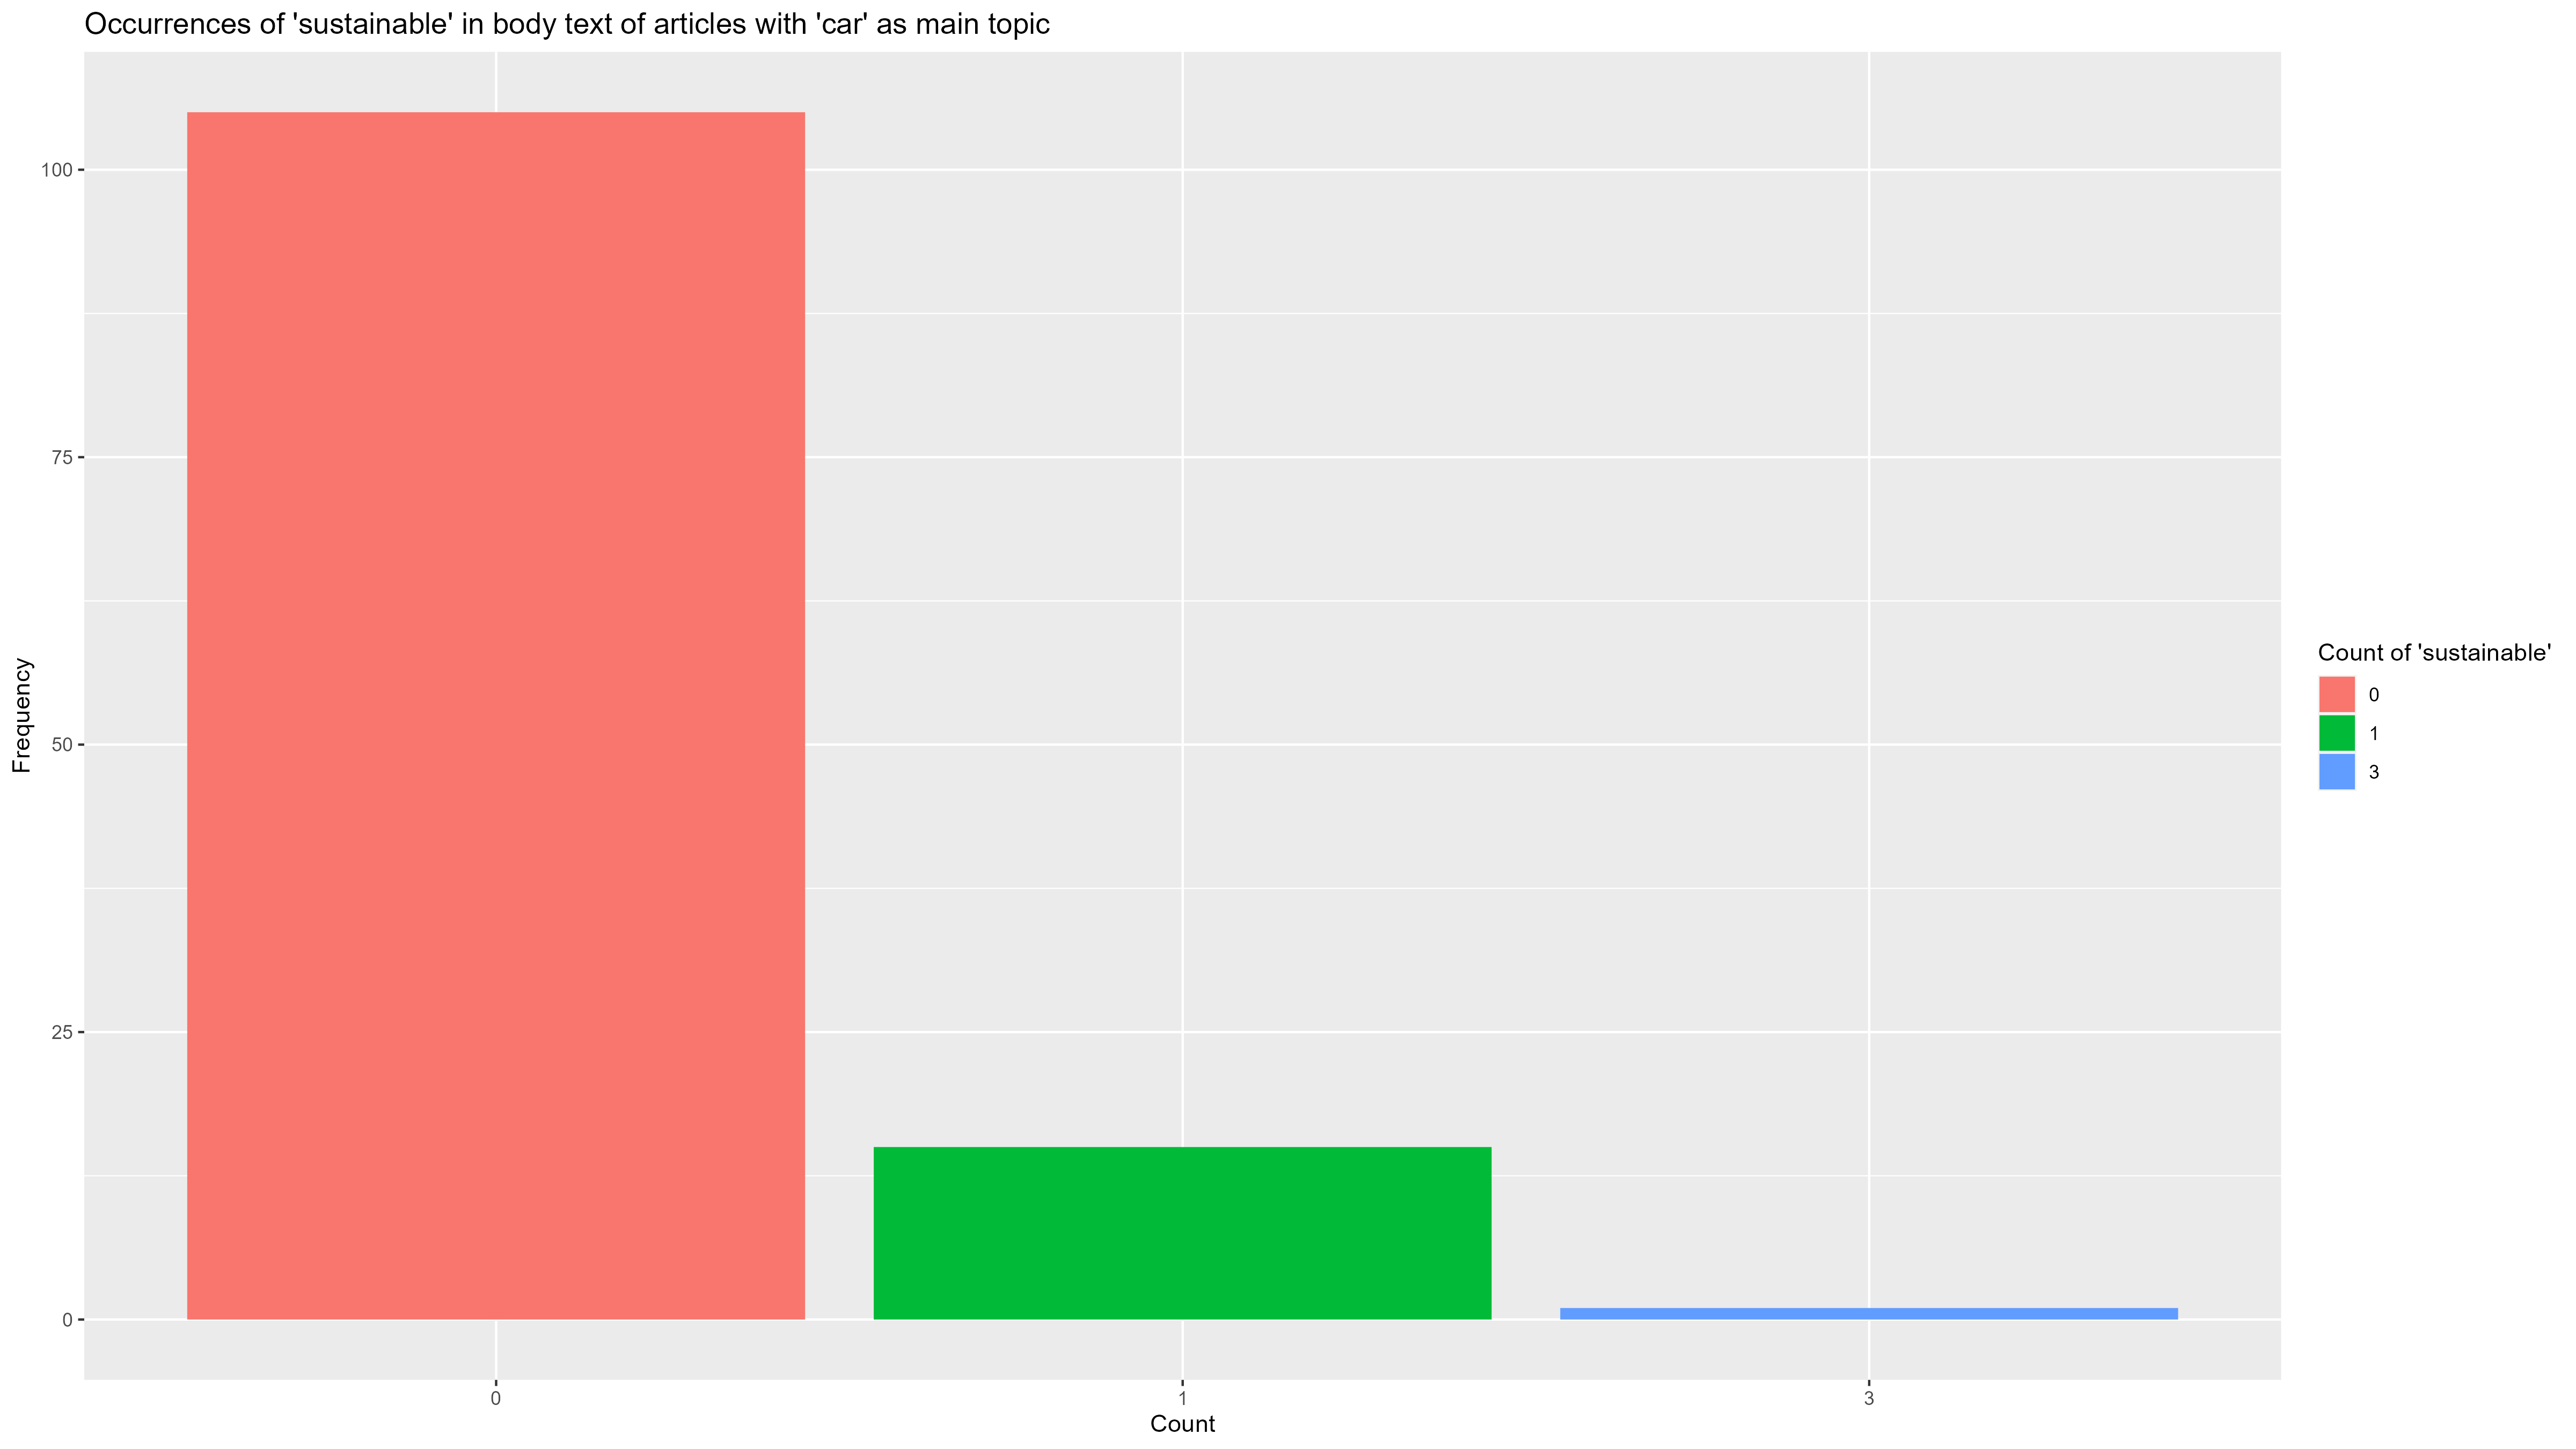 Occurrences of 'sustainable' in body text of articles with 'car' as main topic
100
75
50
25
0
Frequency
0
1
3
Count
Count of 'sustainable'
0
1
3